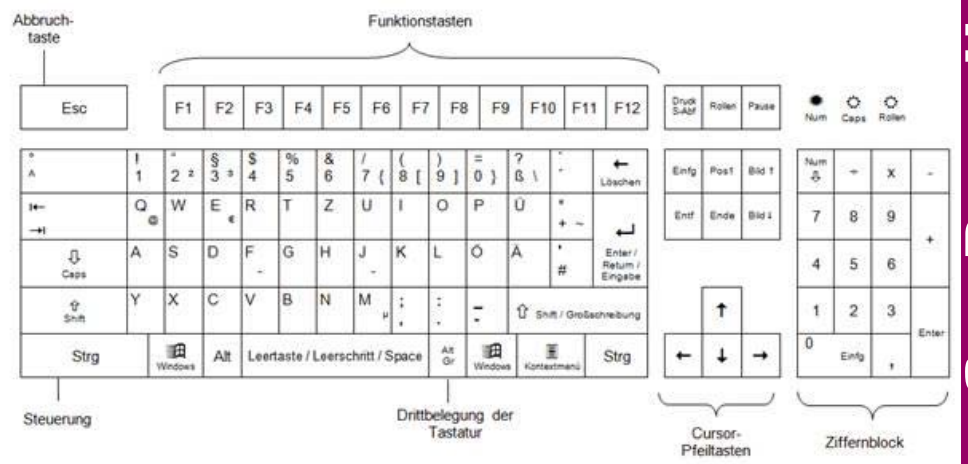 Abbruch-
taste
Funktionstasten
Esc F1 F2 F3 F4 F5 F6 F7 F8 F9 F10 F11 F12 Druck S-Abf Rollen Pause Num Caps Rollen
° ! " § $ % & / ( ) = ? `
^ 1 2 ² 3 ³ 4 5 6 7 { 8 [ 9 ] 0 } ß \ ´ ← Löschen Einfg Pos1 Bild ↑ Num ⇩ ÷ x -
|← →| Q @ W E € R T Z U I O P Ü * + ~ ↵ Enter / Return / Eingabe Entf Ende Bild ↓ 7 8 9 +
⇩ Caps A S D F - G H J - K L Ö Ä ' # 4 5 6
⇧ Shift Y X C V B N M µ ; , : . _ - ⇧ Shift / Großschreibung ↑ 1 2 3 Enter
Strg Windows Alt Leertaste / Leerschritt / Space Alt Gr Windows Kontextmenü Strg ← ↓ → 0 Einfg ,
Steuerung
Drittbelegung der
Tastatur
Cursor-
Pfeiltasten
Ziffernblock